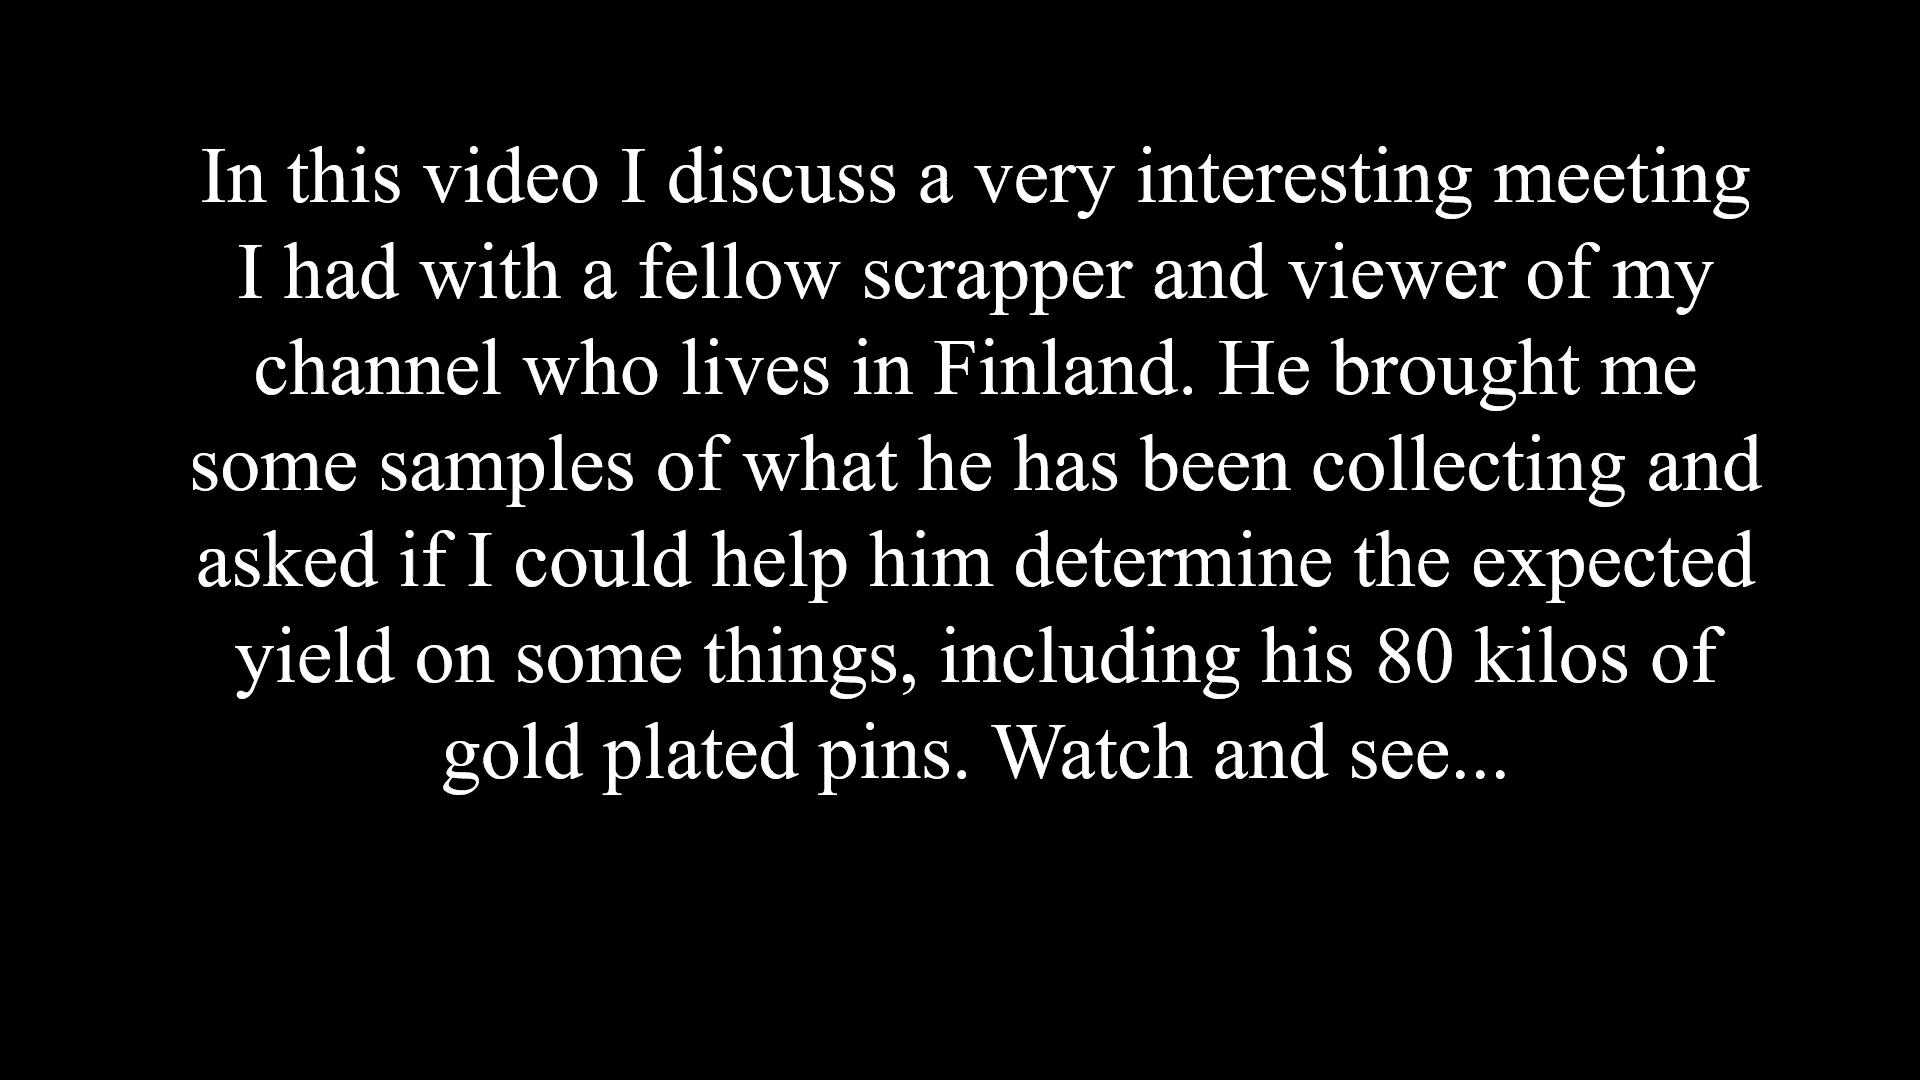 In this video I discuss a very interesting meeting
I had with a fellow scrapper and viewer of my
channel who lives in Finland. He brought me
some samples of what he has been collecting and
asked if I could help him determine the expected
yield on some things, including his 80 kilos of
gold plated pins. Watch and see...